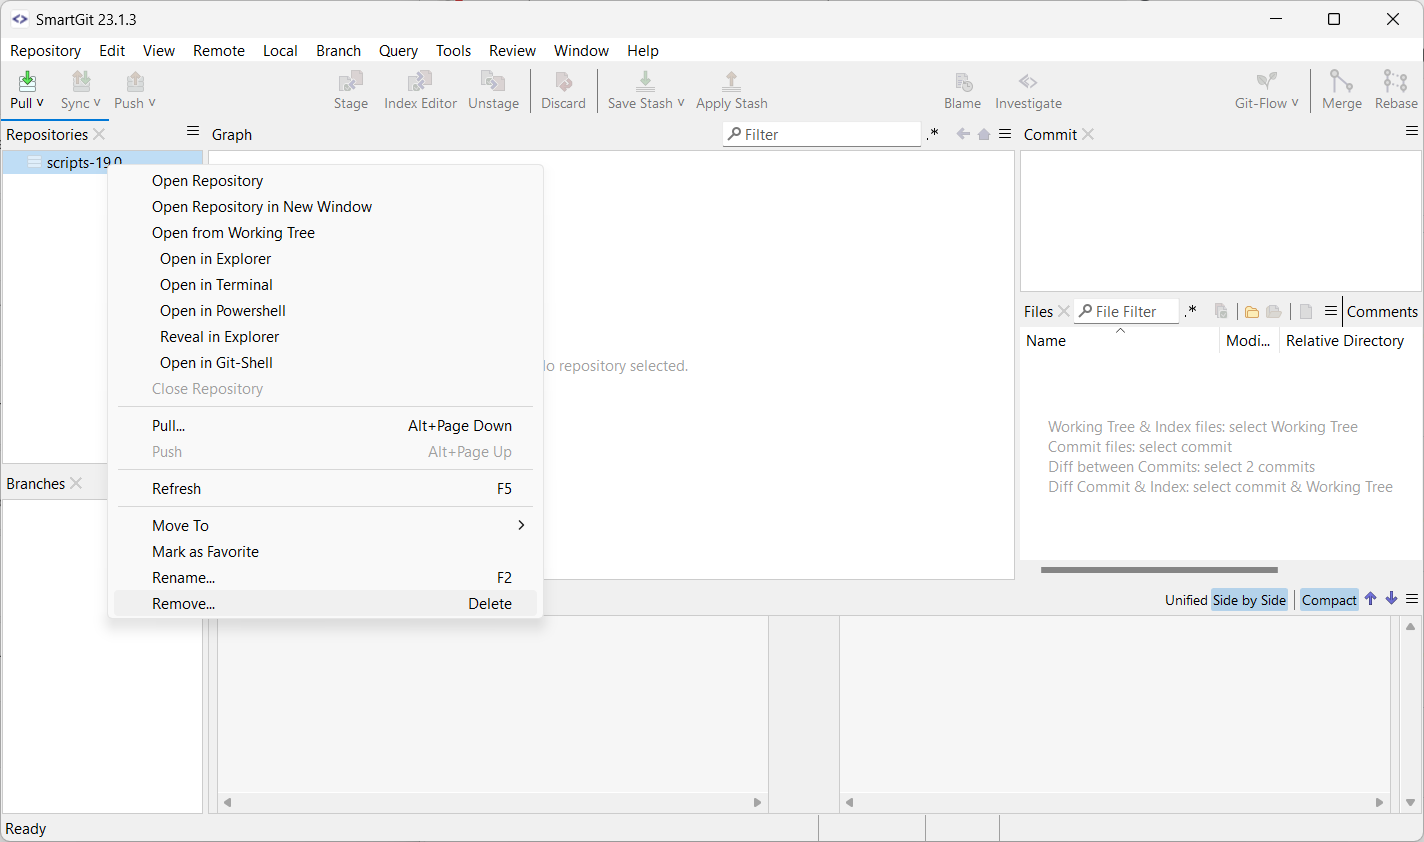 SmartGit 23.1.3
Repository Edit View Remote Local Branch Query Tools Review Window Help
Pull Sync Push Stage Index Editor Unstage Discard Save Stash Apply Stash Blame Investigate Git-Flow Merge Rebase
Repositories
Graph
Filter
.*
Commit
scripts-19.0
Open Repository
Open Repository in New Window
Open from Working Tree
Open in Explorer
Open in Terminal
Open in Powershell
Reveal in Explorer
Open in Git-Shell
Close Repository
Pull... Alt+Page Down
Push Alt+Page Up
Refresh F5
Move To
Mark as Favorite
Rename... F2
Remove... Delete
o repository selected.
Files
File Filter
.*
Comments
Name Modi... Relative Directory
Working Tree & Index files: select Working Tree
Commit files: select commit
Diff between Commits: select 2 commits
Diff Commit & Index: select commit & Working Tree
Branches
Unified Side by Side Compact
Ready